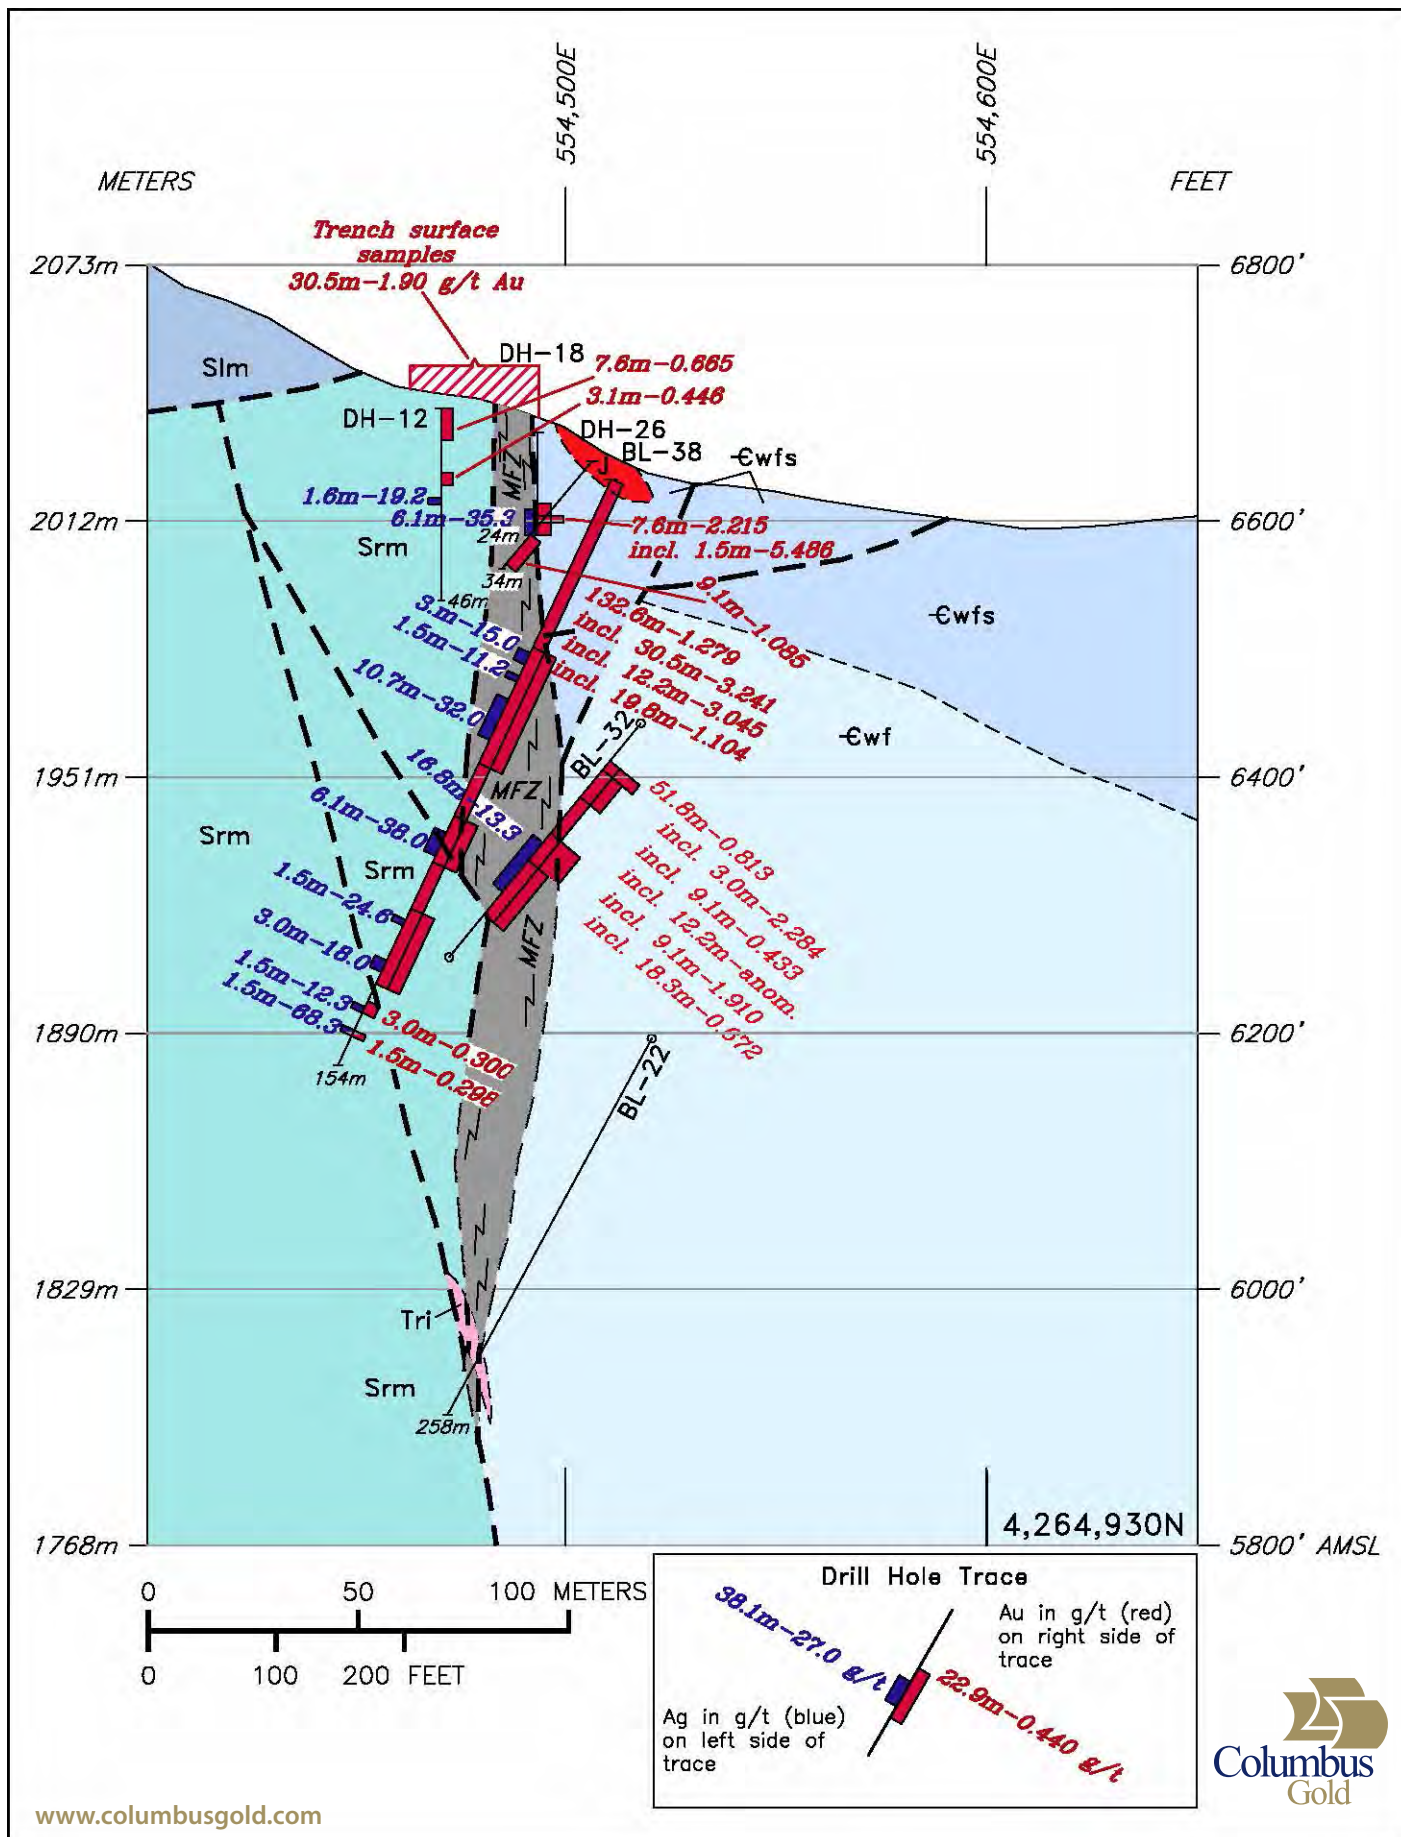 554,500E
554,600E
METERS
FEET
Trench surface
samples
30.5m-1.90 g/t Au
2073m
6800'
Slm
DH-18
7.6m-0.665
3.1m-0.446
DH-12
DH-26
BL-38
J
Єwfs
MFZ
1.6m-19.2
6.1m-35.3
24m
2012m
6600'
7.6m-2.215
incl. 1.5m-5.486
Srm
34m
46m
9.1m-1.085
3.m-15.0
1.5m-11.2
10.7m-32.0
132.6m-1.279
incl. 30.5m-3.241
incl. 12.2m-3.045
incl. 19.8m-1.104
Єwfs
Єwf
BL-32
1951m
6400'
MFZ
16.8m-13.3
6.1m-38.0
Srm
Srm
51.8m-0.813
incl. 3.0m-2.284
incl. 9.1m-0.433
incl. 12.2m-anom.
incl. 9.1m-1.910
incl. 18.3m-0.672
1.5m-24.6
3.0m-18.0
1.5m-12.3
1.5m-68.3
MFZ
1890m
6200'
3.0m-0.300
1.5m-0.298
154m
BL-22
1829m
6000'
Tri
Srm
258m
4,264,930N
1768m
5800' AMSL
0 50 100 METERS
0 100 200 FEET
Drill Hole Trace
38.1m-27.0 g/t
Au in g/t (red)
on right side of
trace
22.9m-0.440 g/t
Ag in g/t (blue)
on left side of
trace
Columbus
Gold
www.columbusgold.com